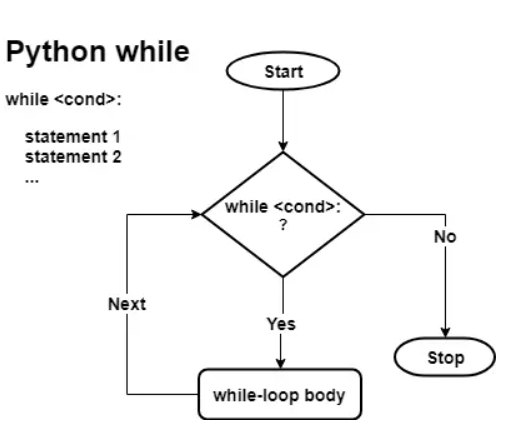 Python while
while <cond>:
statement 1
statement 2
...
Start
while <cond>:
?
No
Next
Yes
Stop
while-loop body